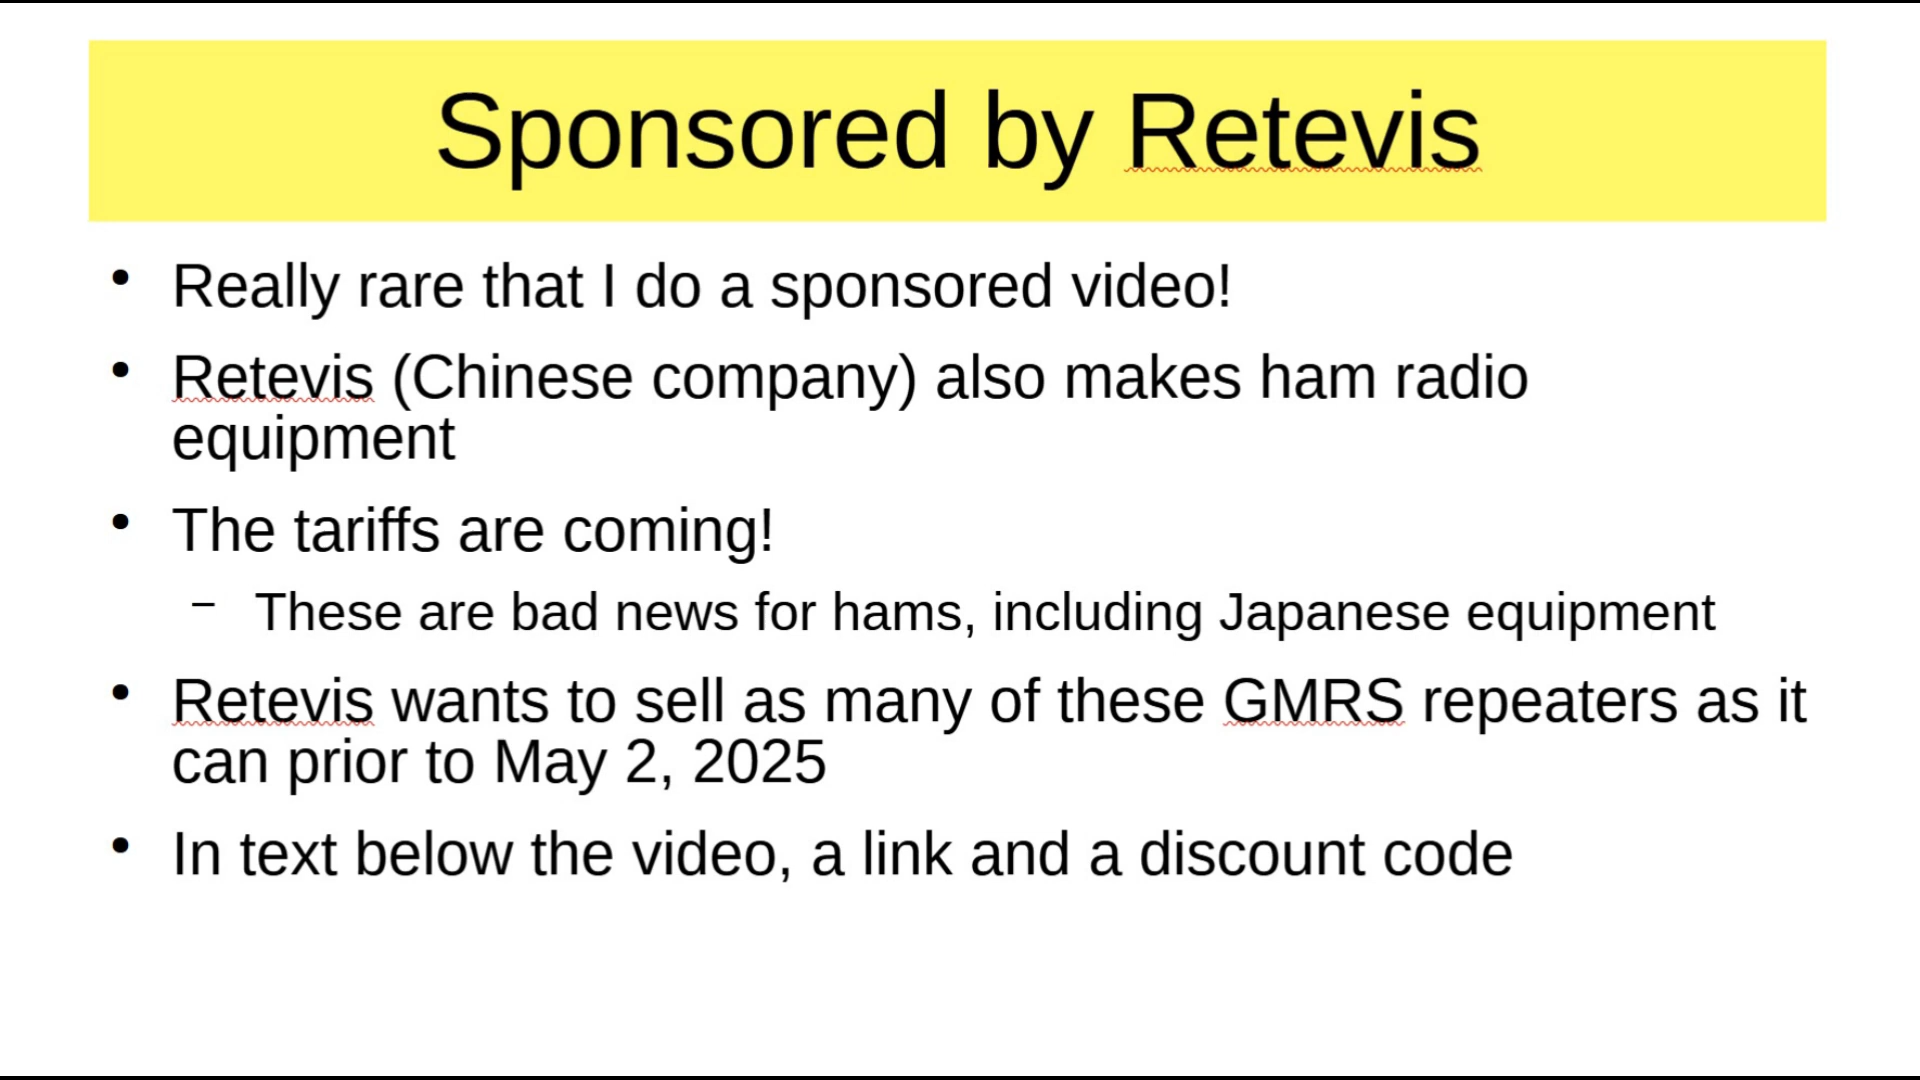 Sponsored by Retevis
• Really rare that I do a sponsored video!
• Retevis (Chinese company) also makes ham radio
equipment
• The tariffs are coming!
– These are bad news for hams, including Japanese equipment
• Retevis wants to sell as many of these GMRS repeaters as it
can prior to May 2, 2025
• In text below the video, a link and a discount code